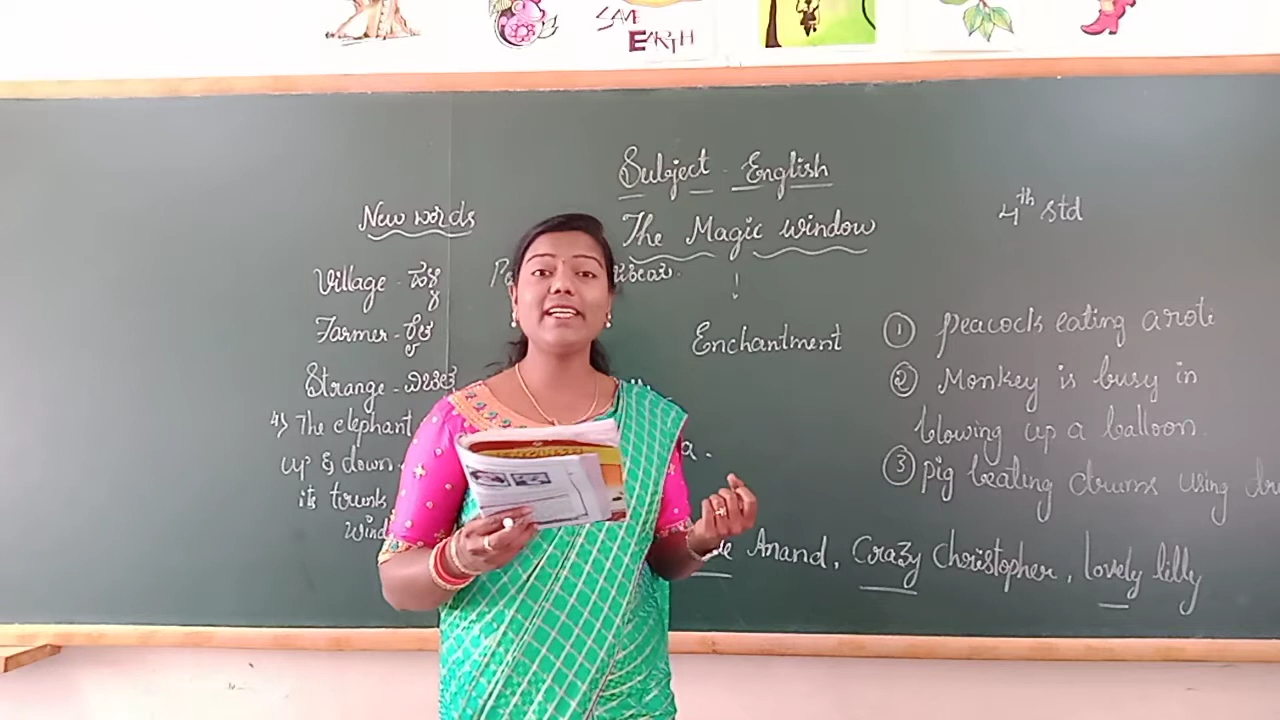 SAVE
EARTH
Subject - English
The Magic window
4th std
New words
Village - ಹಳ್ಳಿ
Farmer - ರೈತ
Strange - ವಿಚಿತ್ರ
4) The elephant
up & down
its trunk
Wind
Enchantment
① peacock eating a roti
② Monkey is busy in
blowing up a balloon.
③ pig beating drums using
Anand, Crazy Christopher, lovely lilly